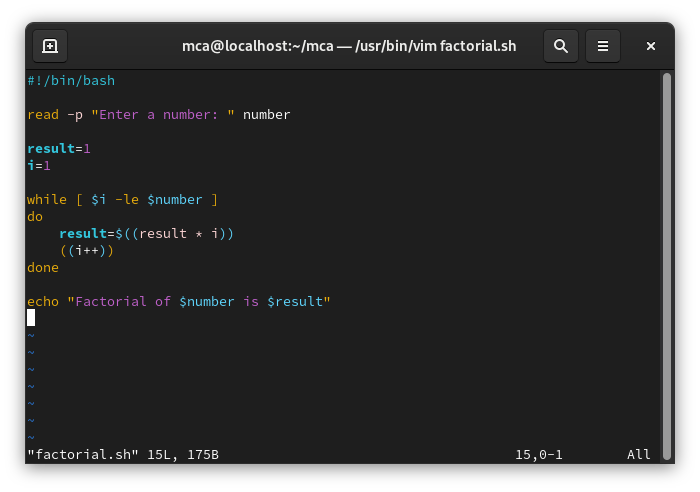 mca@localhost:~/mca — /usr/bin/vim factorial.sh
#!/bin/bash
read -p "Enter a number: " number
result=1
i=1
while [ $i -le $number ]
do
    result=$((result * i))
    ((i++))
done
echo "Factorial of $number is $result"
~
~
~
~
~
~
~
"factorial.sh" 15L, 175B 15,0-1 All